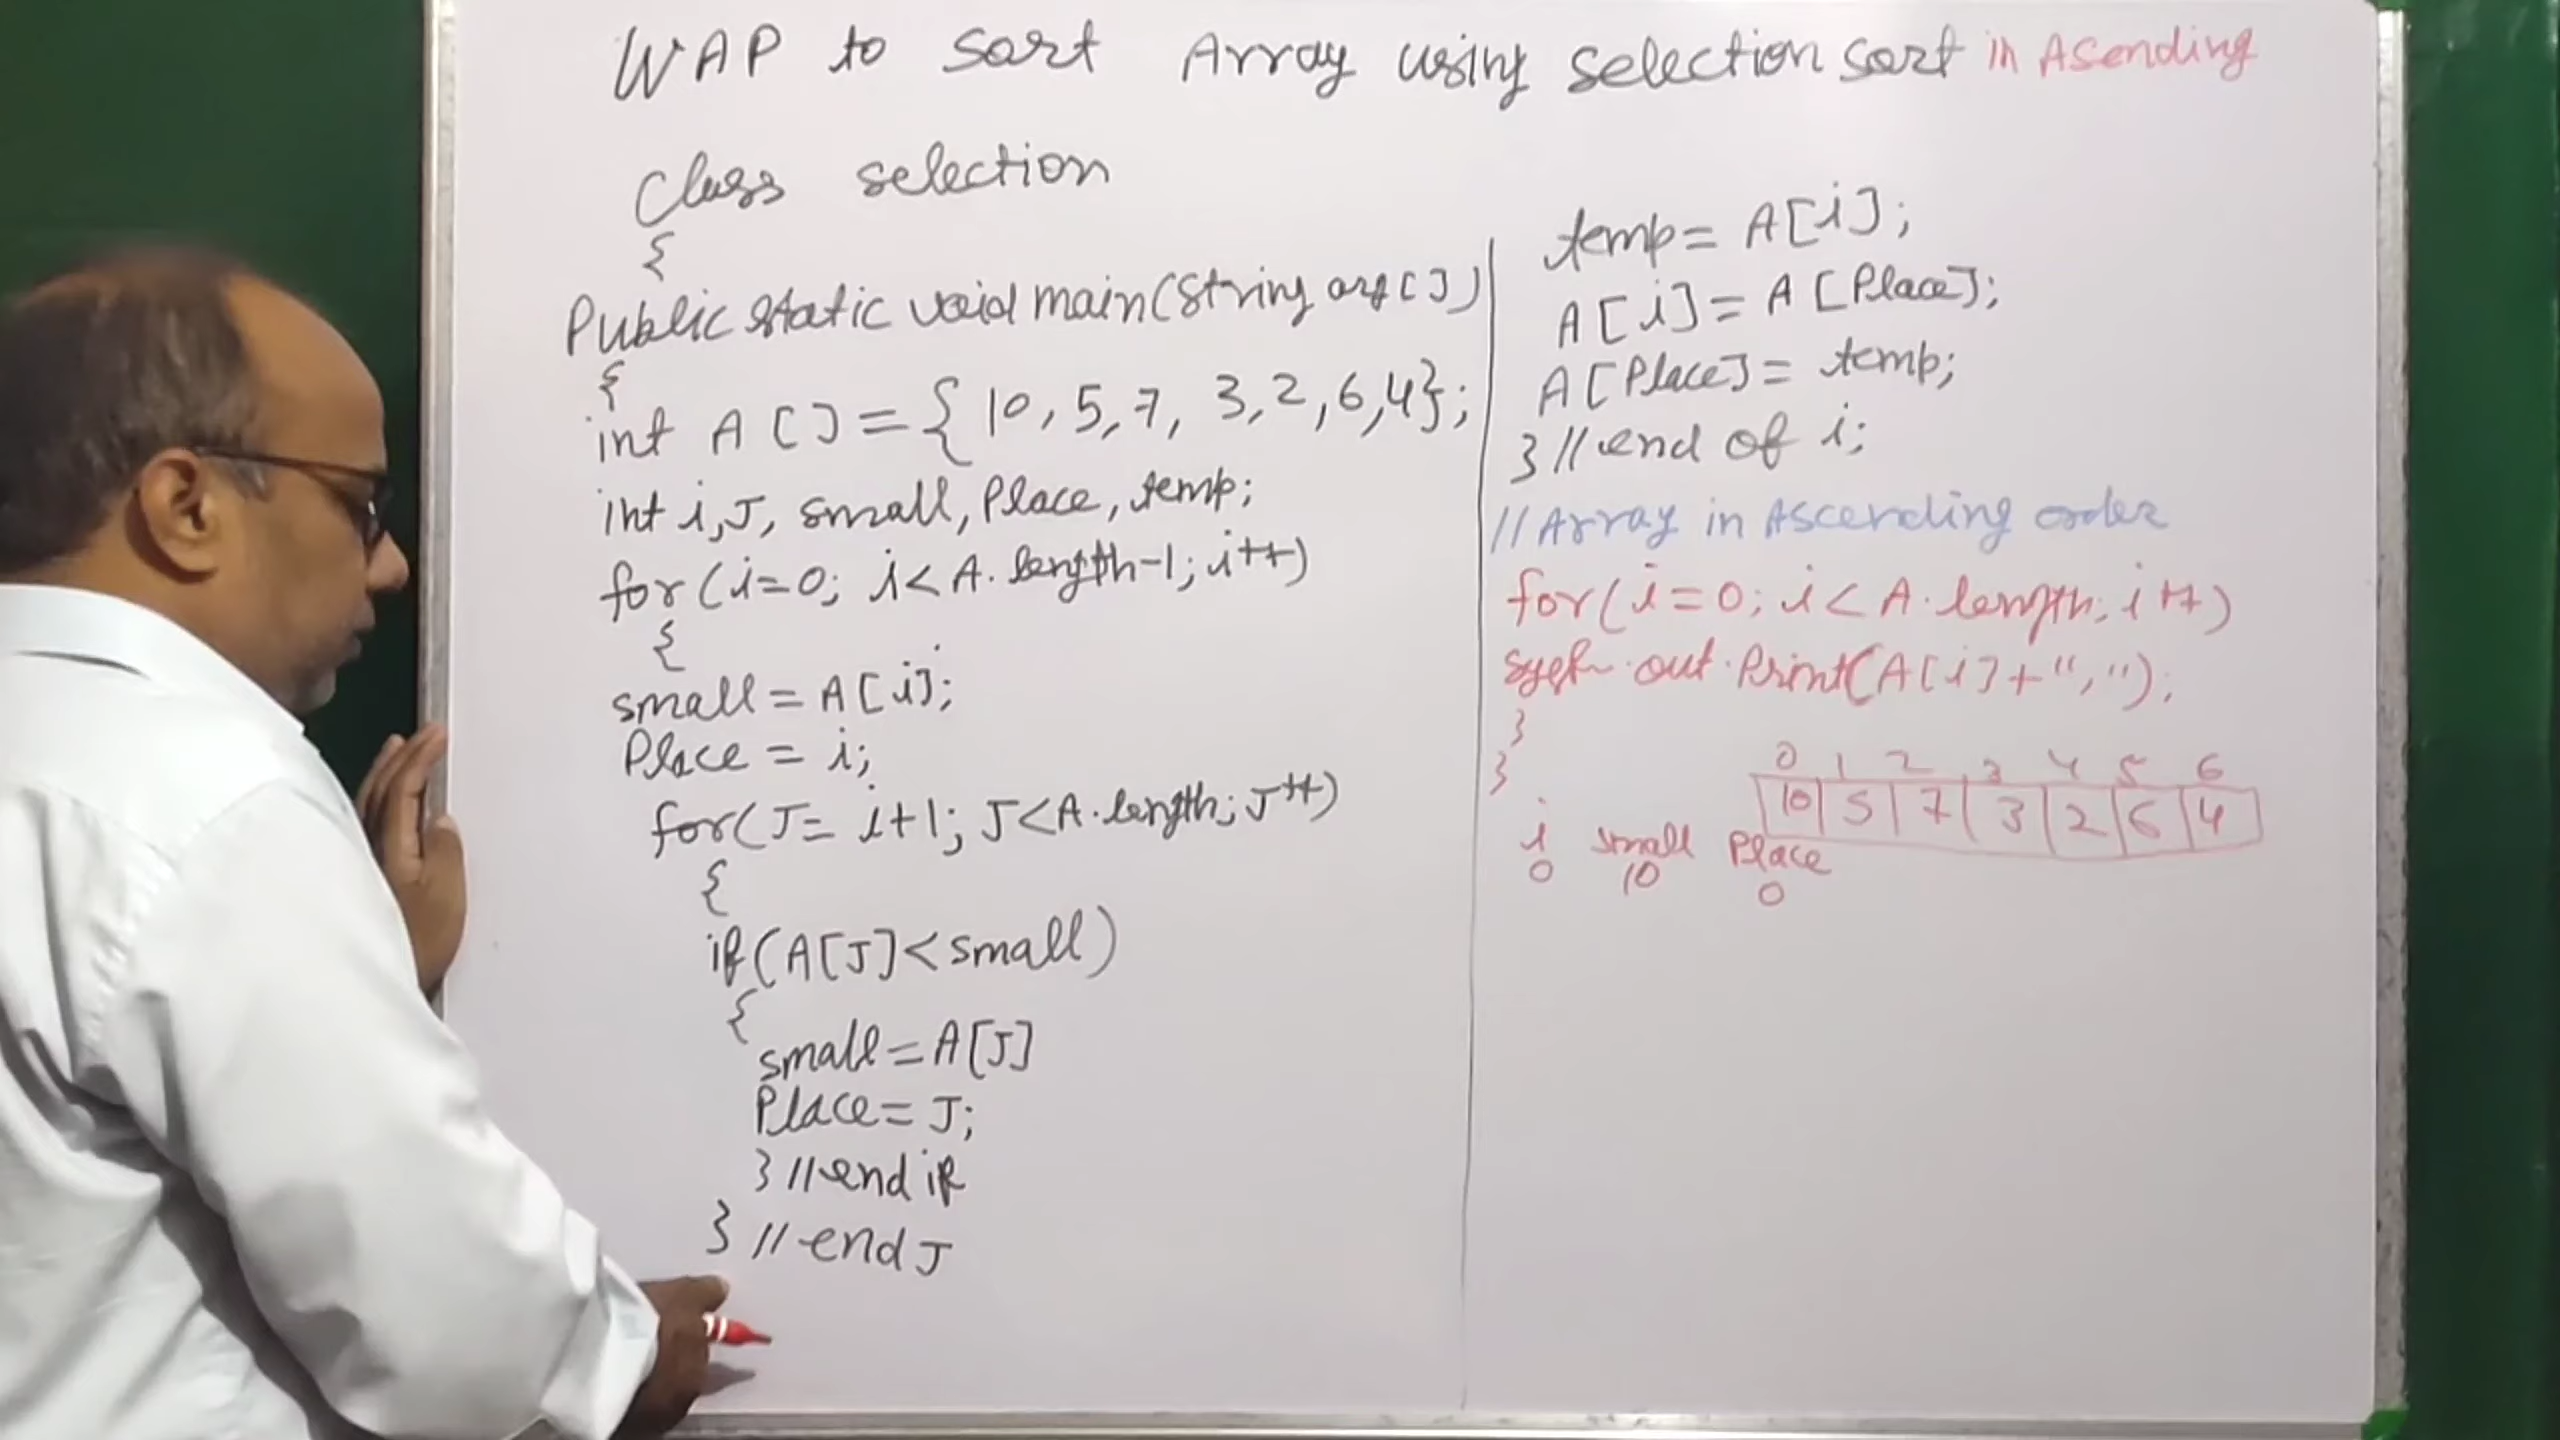 WAP to Sort Array using Selection Sort in Asending
Class selection
{
Public static void main(String arg[])
{
int A[]={10,5,7,3,2,6,4};
int i,J, small, Place, temp;
for(i=0; i<A.length-1; i++)
{
small = A[i];
Place = i;
for(J= i+1; J<A.length; J++)
{
if(A[J]<small)
{
small=A[J]
Place= J;
} //end if
} //end J
temp= A[i];
A[i]= A[Place];
A[Place]= temp;
} //end of i;
//Array in Ascending order
for(i=0; i<A.length; i++)
out.Print(A[i]+",");
}
}
0 1 2 3 4 5 6
10 5 7 3 2 6 4
i small Place
0 10 0